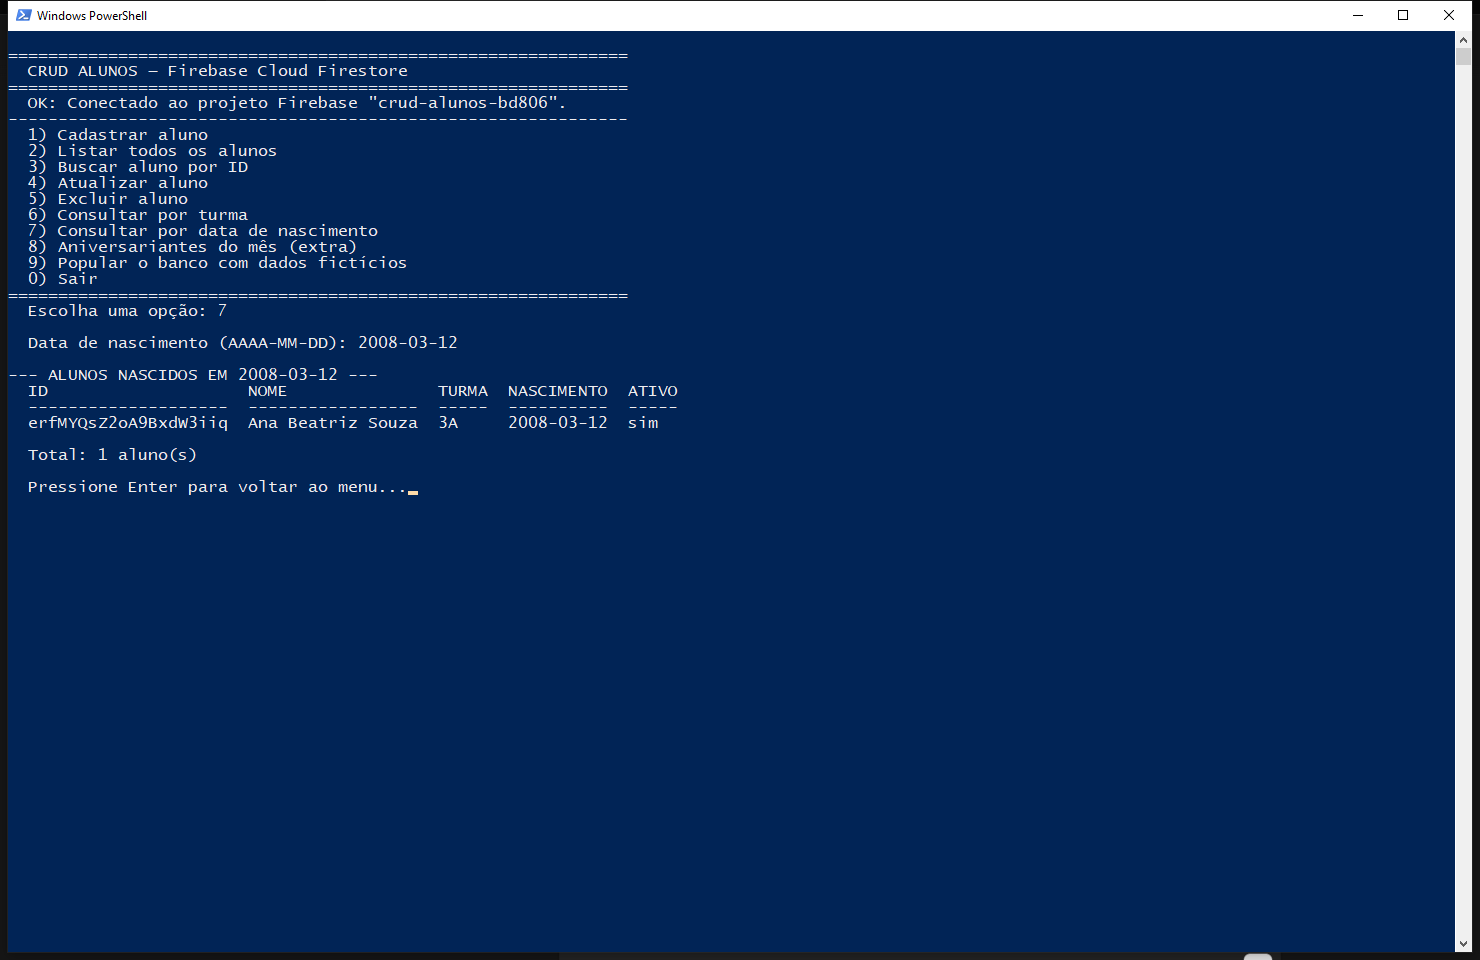 Windows PowerShell
==============================================================
  CRUD ALUNOS — Firebase Cloud Firestore
==============================================================
  OK: Conectado ao projeto Firebase "crud-alunos-bd806".
--------------------------------------------------------------
  1) Cadastrar aluno
  2) Listar todos os alunos
  3) Buscar aluno por ID
  4) Atualizar aluno
  5) Excluir aluno
  6) Consultar por turma
  7) Consultar por data de nascimento
  8) Aniversariantes do mês (extra)
  9) Popular o banco com dados fictícios
  0) Sair
==============================================================
  Escolha uma opção: 7
  Data de nascimento (AAAA-MM-DD): 2008-03-12
--- ALUNOS NASCIDOS EM 2008-03-12 ---
  ID                    NOME               TURMA  NASCIMENTO  ATIVO
  --------------------  -----------------  -----  ----------  -----
  erfMYQsZ2oA9BxdW3iiq  Ana Beatriz Souza  3A     2008-03-12  sim
  Total: 1 aluno(s)
  Pressione Enter para voltar ao menu...